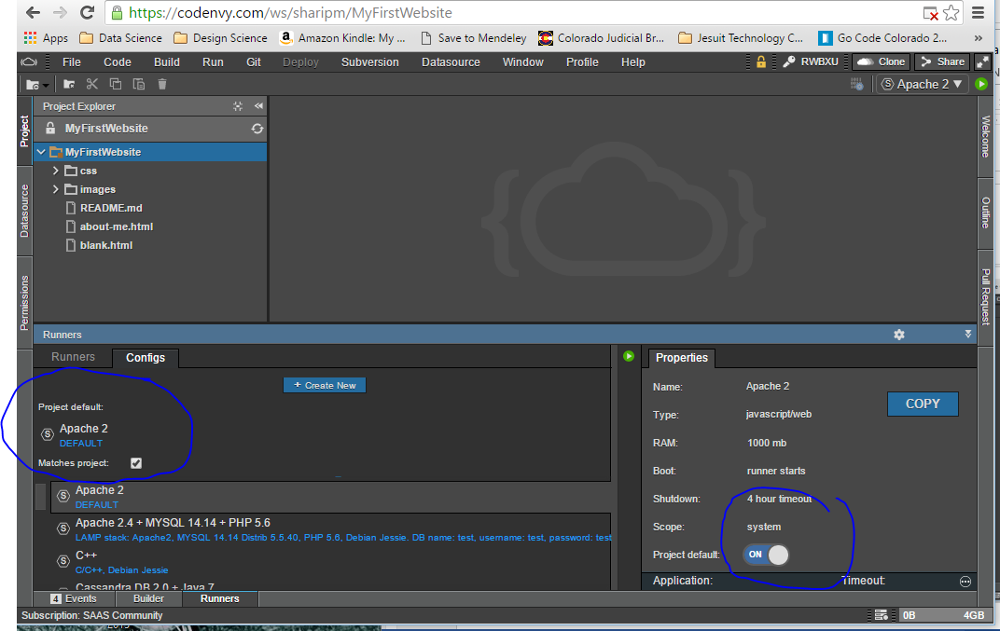 https://codenvy.com/ws/sharipm/MyFirstWebsite
Apps Data Science Design Science Amazon Kindle: My ... Save to Mendeley Colorado Judicial Br... Jesuit Technology C... Go Code Colorado 2... »
File Code Build Run Git Deploy Subversion Datasource Window Profile Help RWBXU Clone Share
Apache 2
Project Explorer
MyFirstWebsite
MyFirstWebsite
css
images
README.md
about-me.html
blank.html
Project
Datasource
Permissions
Welcome
Outline
Pull Request
Runners
Runners Configs
+ Create New
Project default:
Apache 2
DEFAULT
Matches project:
Apache 2
DEFAULT
Apache 2.4 + MYSQL 14.14 + PHP 5.6
LAMP stack: Apache2, MYSQL 14.14 Distrib 5.5.40, PHP 5.6, Debian Jessie. DB name: test, username: test, password: test
C++
C/C++, Debian Jessie
Cassandra DB 2.0 + Java 7
Properties
Name: Apache 2
COPY
Type: javascript/web
RAM: 1000 mb
Boot: runner starts
Shutdown: 4 hour timeout
Scope: system
Project default: ON
Application: Timeout:
4 Events Builder Runners
Subscription: SAAS Community
0B 4GB